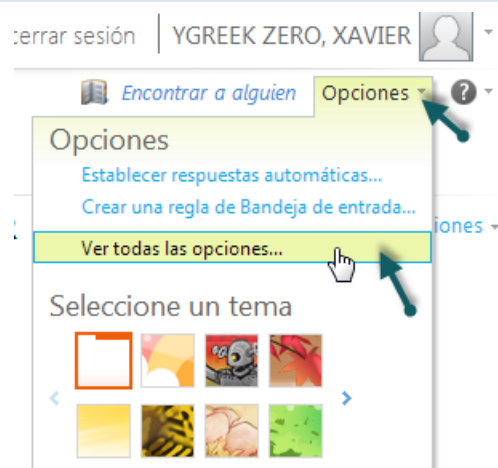 cerrar sesión YGREEK ZERO, XAVIER
Encontrar a alguien Opciones ?
Opciones
Establecer respuestas automáticas...
Crear una regla de Bandeja de entrada...
iones
Ver todas las opciones...
Seleccione un tema